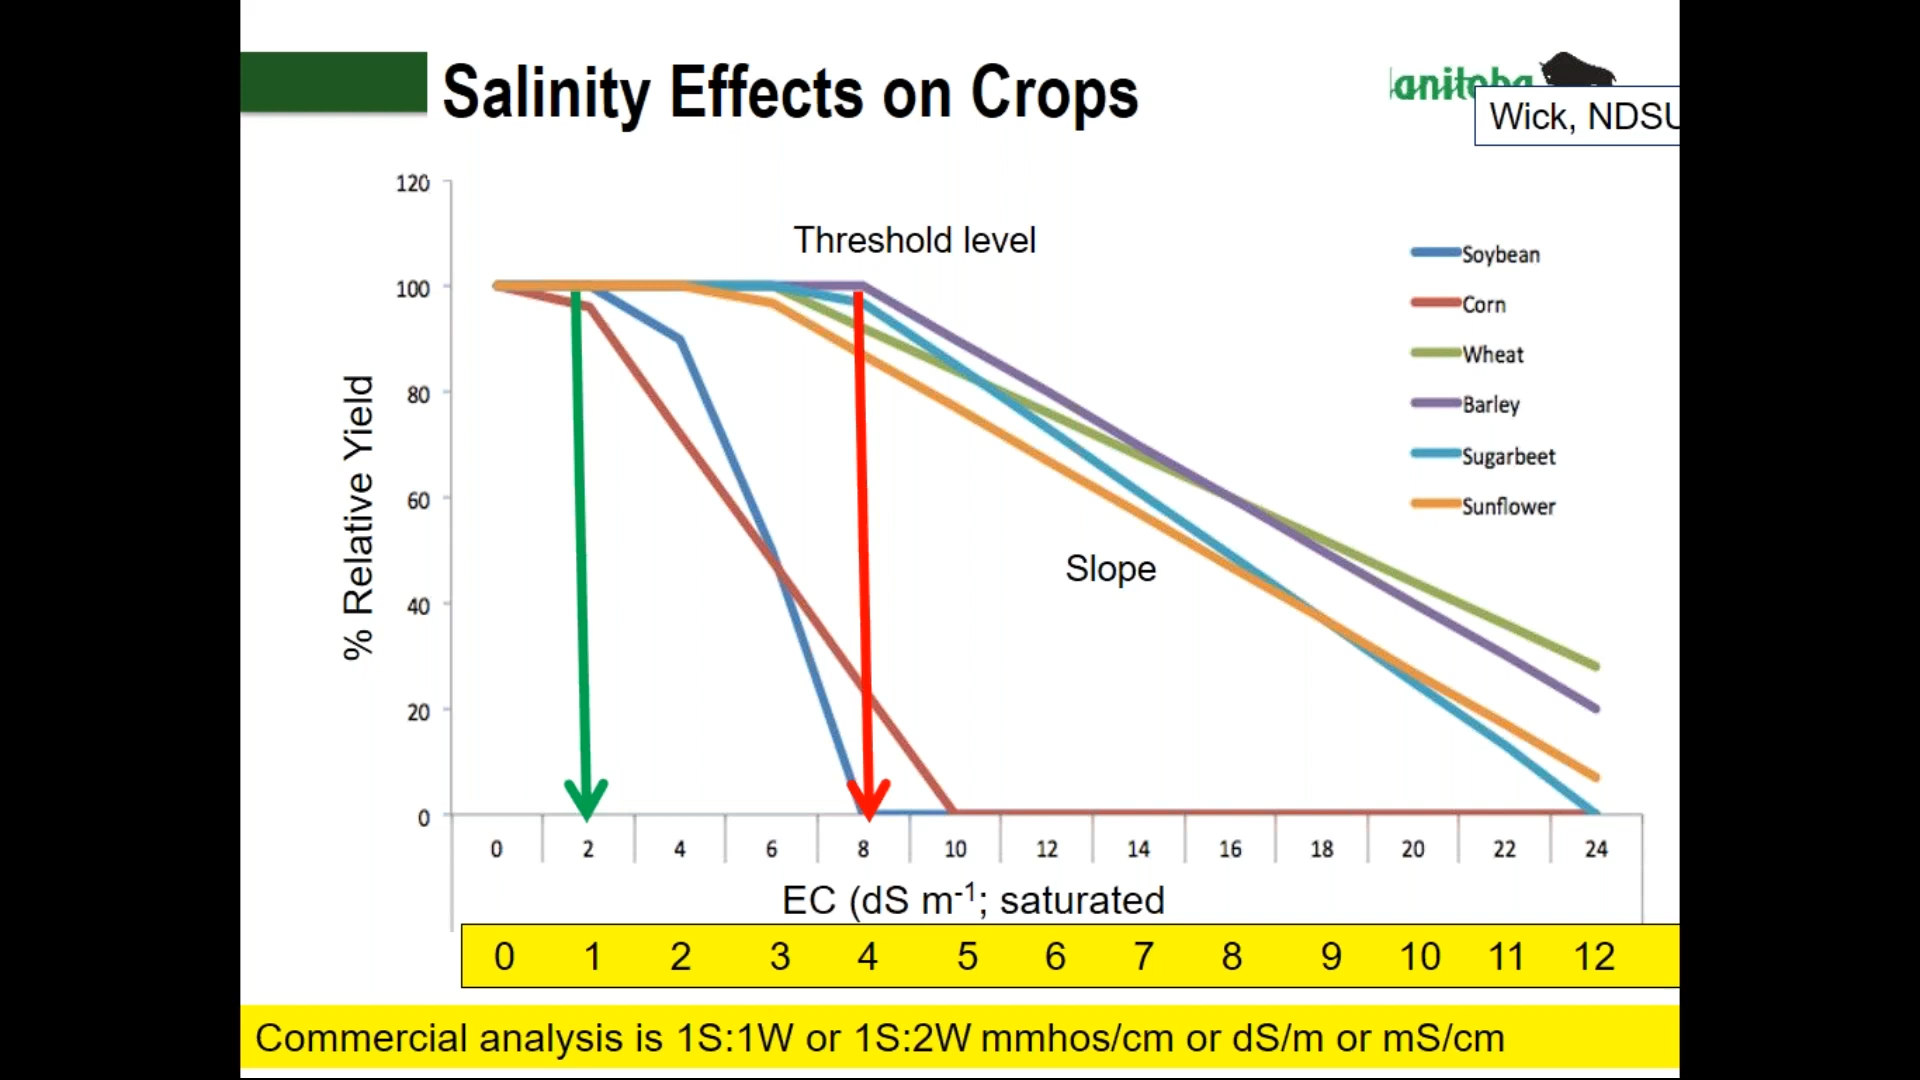 Salinity Effects on Crops
anitoba
Wick, NDSU
120
Threshold level
100
80
60
40
20
0
% Relative Yield
Soybean
Corn
Wheat
Barley
Sugarbeet
Sunflower
Slope
0 2 4 6 8 10 12 14 16 18 20 22 24
EC (dS m-1; saturated
0 1 2 3 4 5 6 7 8 9 10 11 12
Commercial analysis is 1S:1W or 1S:2W mmhos/cm or dS/m or mS/cm